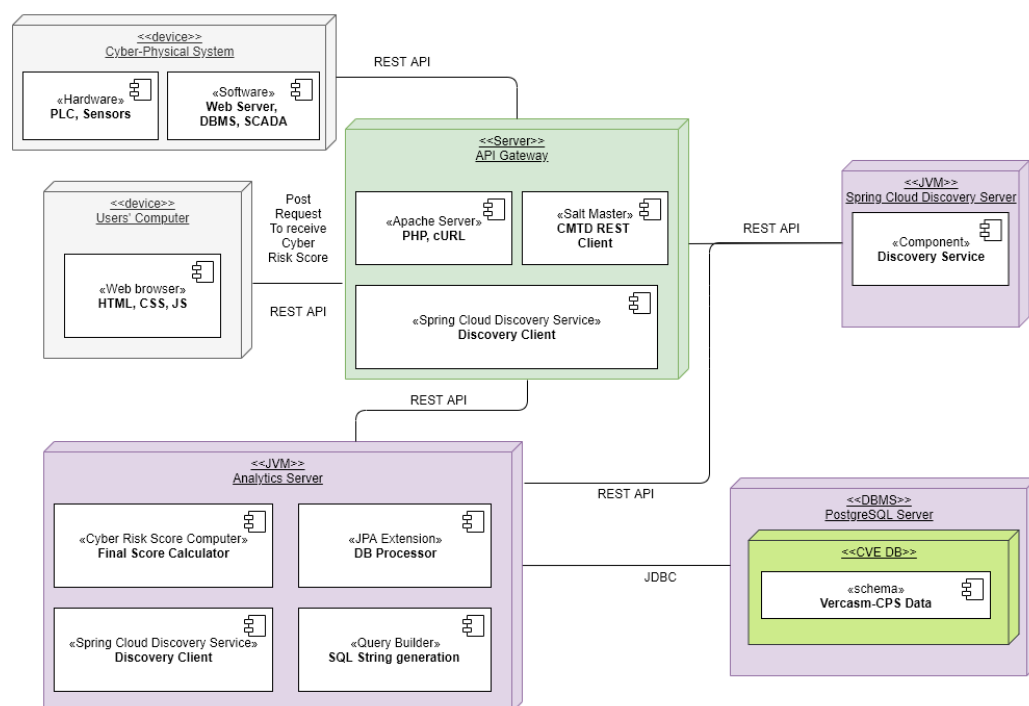 <<device>>
Cyber-Physical System
«Hardware»
PLC, Sensors
«Software»
Web Server,
DBMS, SCADA
REST API
<<Server>>
API Gateway
«Apache Server»
PHP, cURL
«Salt Master»
CMTD REST
Client
«Spring Cloud Discovery Service»
Discovery Client
<<device>>
Users' Computer
«Web browser»
HTML, CSS, JS
Post
Request
To receive
Cyber
Risk Score
REST API
REST API
<<JVM>>
Spring Cloud Discovery Server
«Component»
Discovery Service
REST API
<<JVM>>
Analytics Server
«Cyber Risk Score Computer»
Final Score Calculator
«JPA Extension»
DB Processor
«Spring Cloud Discovery Service»
Discovery Client
«Query Builder»
SQL String generation
REST API
JDBC
<<DBMS>>
PostgreSQL Server
<<CVE DB>>
«schema»
Vercasm-CPS Data